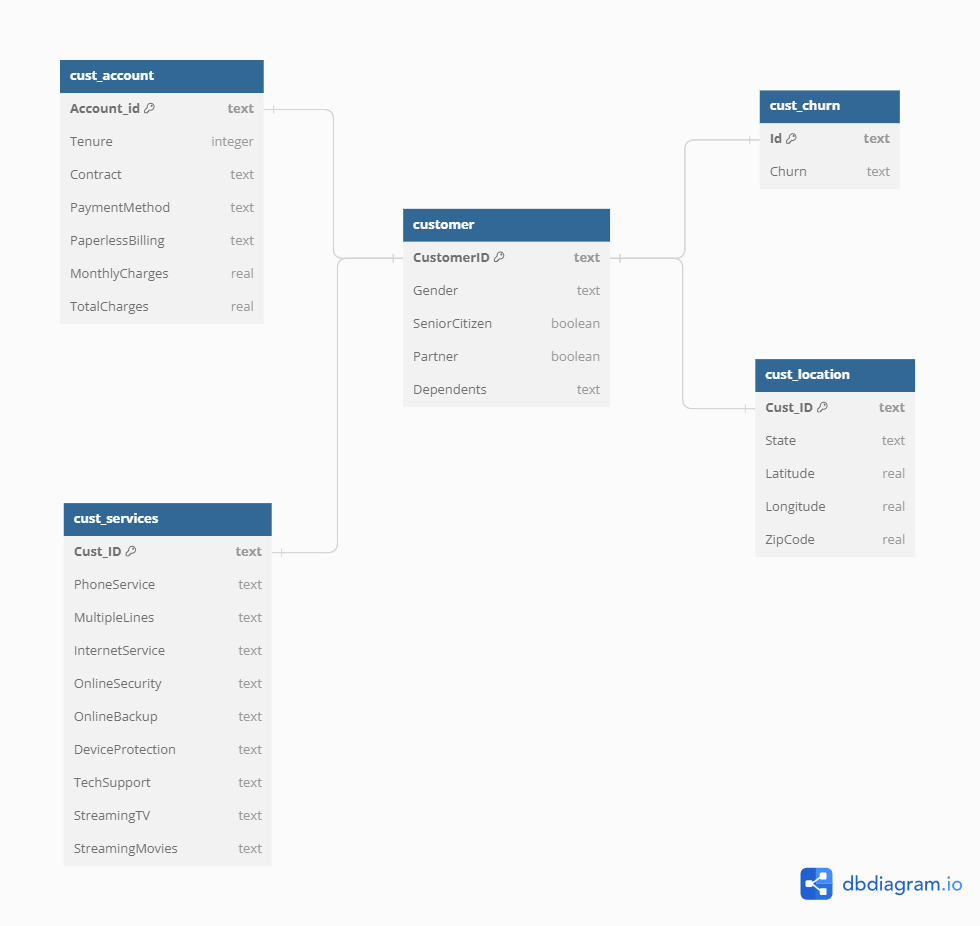 cust_account
Account_id text
Tenure integer
Contract text
PaymentMethod text
PaperlessBilling text
MonthlyCharges real
TotalCharges real
cust_churn
Id text
Churn text
customer
CustomerID text
Gender text
SeniorCitizen boolean
Partner boolean
Dependents text
cust_location
Cust_ID text
State text
Latitude real
Longitude real
ZipCode real
cust_services
Cust_ID text
PhoneService text
MultipleLines text
InternetService text
OnlineSecurity text
OnlineBackup text
DeviceProtection text
TechSupport text
StreamingTV text
StreamingMovies text
dbdiagram.io